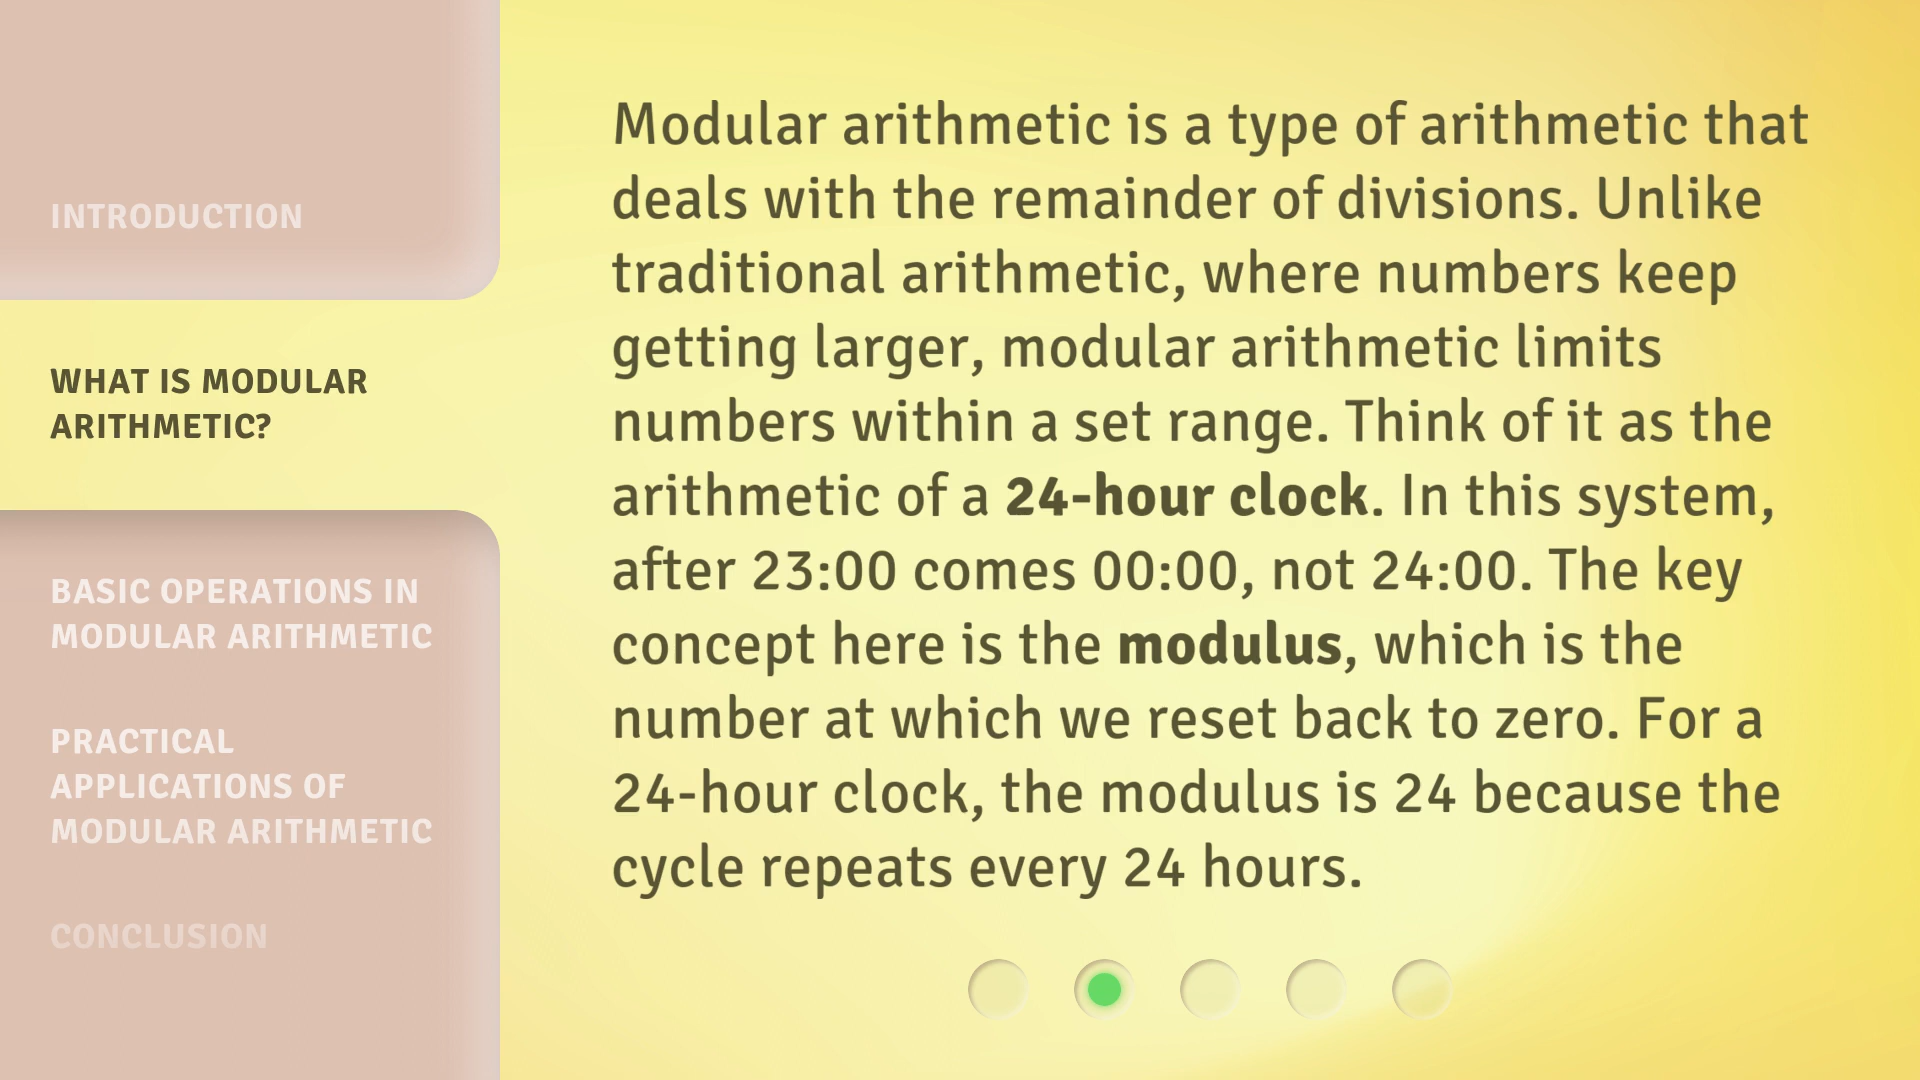 INTRODUCTION
WHAT IS MODULAR
ARITHMETIC?
BASIC OPERATIONS IN
MODULAR ARITHMETIC
PRACTICAL
APPLICATIONS OF
MODULAR ARITHMETIC
CONCLUSION
Modular arithmetic is a type of arithmetic that
deals with the remainder of divisions. Unlike
traditional arithmetic, where numbers keep
getting larger, modular arithmetic limits
numbers within a set range. Think of it as the
arithmetic of a 24-hour clock. In this system,
after 23:00 comes 00:00, not 24:00. The key
concept here is the modulus, which is the
number at which we reset back to zero. For a
24-hour clock, the modulus is 24 because the
cycle repeats every 24 hours.